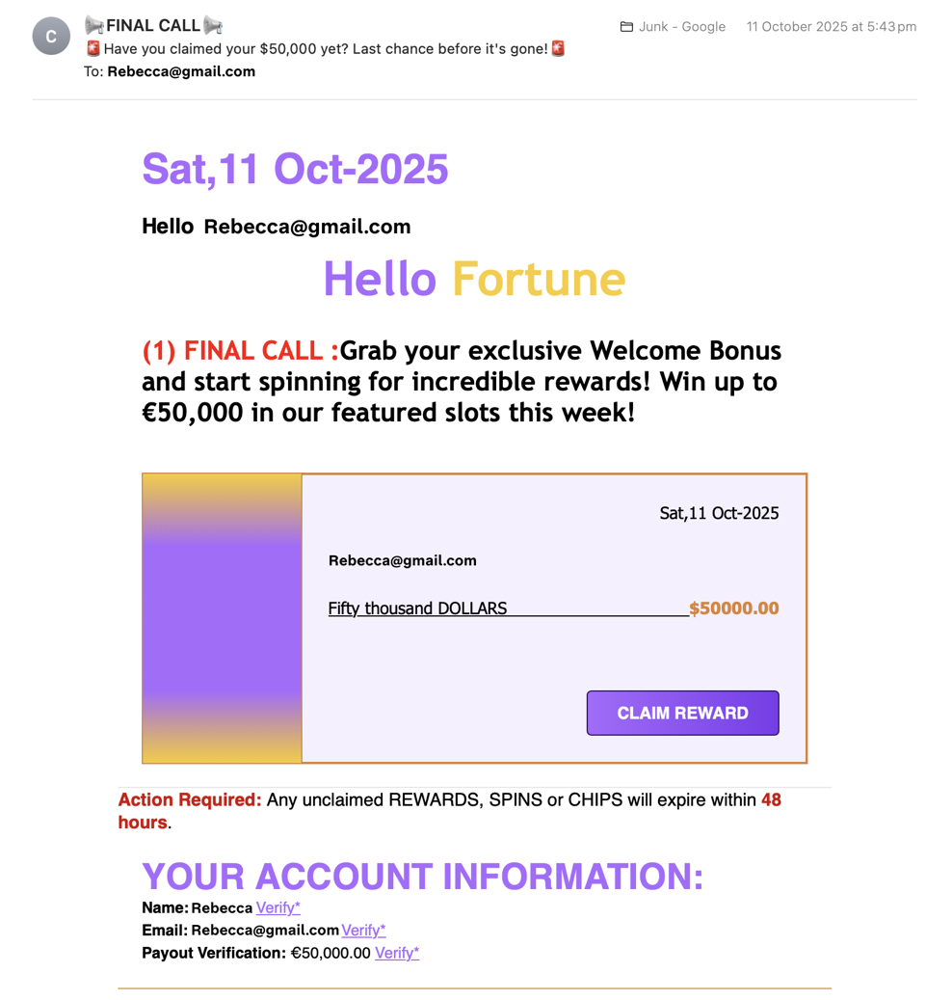 C
📢FINAL CALL📢
Junk - Google 11 October 2025 at 5:43 pm
🚨Have you claimed your $50,000 yet? Last chance before it's gone!🚨
To: Rebecca@gmail.com
Sat,11 Oct-2025
Hello Rebecca@gmail.com
Hello Fortune
(1) FINAL CALL :Grab your exclusive Welcome Bonus
and start spinning for incredible rewards! Win up to
€50,000 in our featured slots this week!
Sat,11 Oct-2025
Rebecca@gmail.com
Fifty thousand DOLLARS $50000.00
CLAIM REWARD
Action Required: Any unclaimed REWARDS, SPINS or CHIPS will expire within 48
hours.
YOUR ACCOUNT INFORMATION:
Name: Rebecca Verify*
Email: Rebecca@gmail.com Verify*
Payout Verification: €50,000.00 Verify*